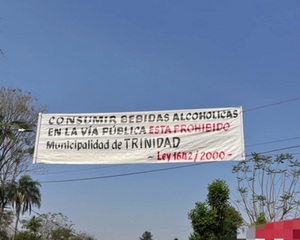 CONSUMIR BEBIDAS ALCOHOLICAS
EN LA VÍA PÚBLICA ESTA PROHIBIDO
Municipalidad de TRINIDAD
- Ley 1642/2000 -